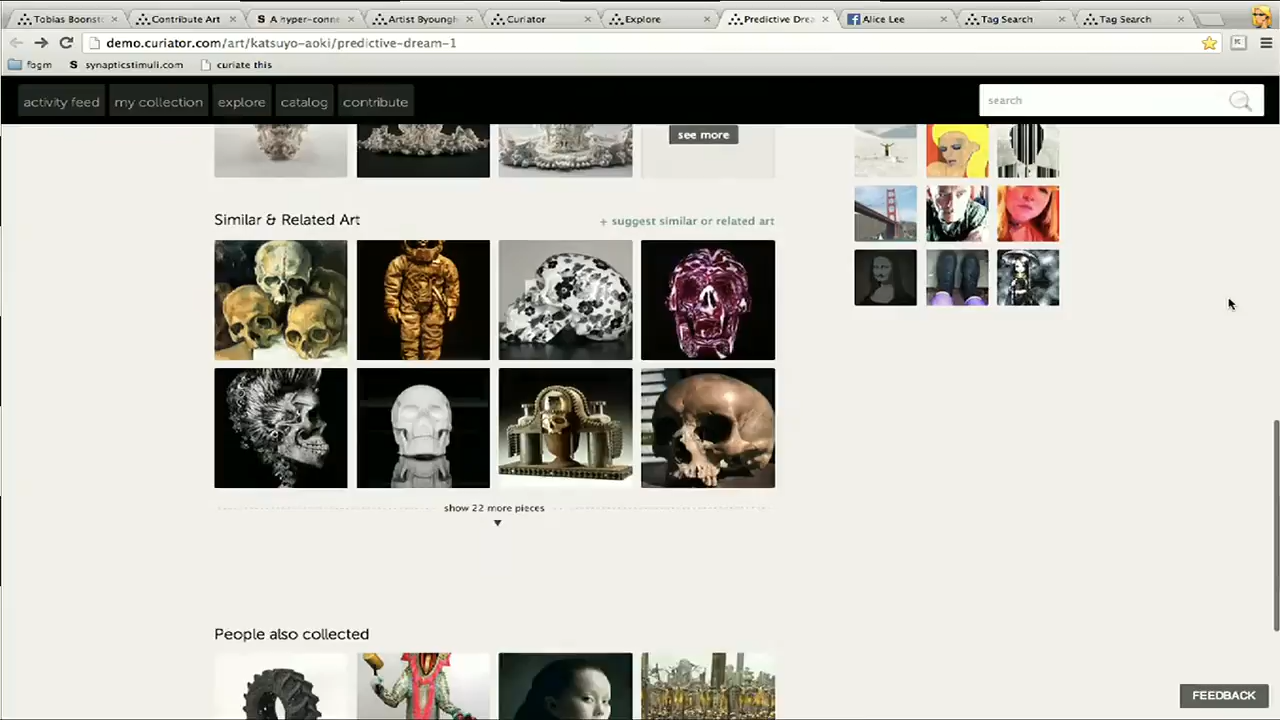 Tobias Boonst
Contribute Art
S A hyper-conne
Artist Byoungh
Curiator
Explore
Predictive Drea
Alice Lee
Tag Search
Tag Search
demo.curiator.com/art/katsuyo-aoki/predictive-dream-1
fbgm
S synapticstimuli.com
curiate this
activity feed
my collection
explore
catalog
contribute
search
see more
Similar & Related Art
+ suggest similar or related art
show 22 more pieces
People also collected
FEEDBACK